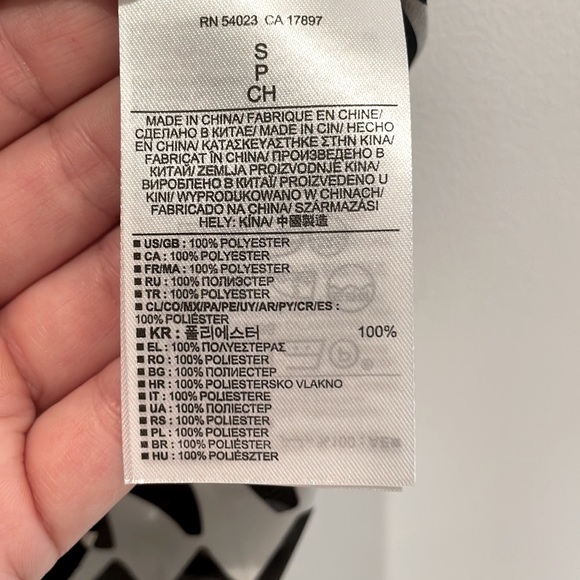 RN 54023 CA 17897
S
P
CH
MADE IN CHINA/ FABRIQUE EN CHINE/
СДЕЛАНО В КИТАЕ/ MADE IN CIN/ HECHO
EN CHINA/ ΚΑΤΑΣΚΕΥΑΣΤΗΚΕ ΣΤΗΝ ΚΙΝΑ/
FABRICAT ÎN CHINA/ ПРОИЗВЕДЕНО В
КИТАЙ/ ZEMLJA PROIZVODNJE KINA/
ВИРОБЛЕНО В КИТАЇ/ PROIZVEDENO U
KINI/ WYPRODUKOWANO W CHINACH/
FABRICADO NA CHINA/ SZÁRMAZÁSI
HELY: KÍNA/ 中國製造
■ US/GB : 100% POLYESTER
■ CA : 100% POLYESTER
■ FR/MA : 100% POLYESTER
■ RU : 100% ПОЛИЭСТЕР
■ TR : 100% POLYESTER
■ CL/CO/MX/PA/PE/UY/AR/PY/CR/ES :
100% POLIÉSTER
■ KR : 폴리에스터 100%
■ EL : 100% ΠΟΛΥΕΣΤΕΡΑΣ
■ RO : 100% POLIESTER
■ BG : 100% ПОЛИЕСТЕР
■ HR : 100% POLIESTERSKO VLAKNO
■ IT : 100% POLIESTERE
■ UA : 100% ПОЛІЕСТЕР
■ RS : 100% POLIESTER
■ PL : 100% POLIESTER
■ BR : 100% POLIÉSTER
■ HU : 100% POLIÉSZTER